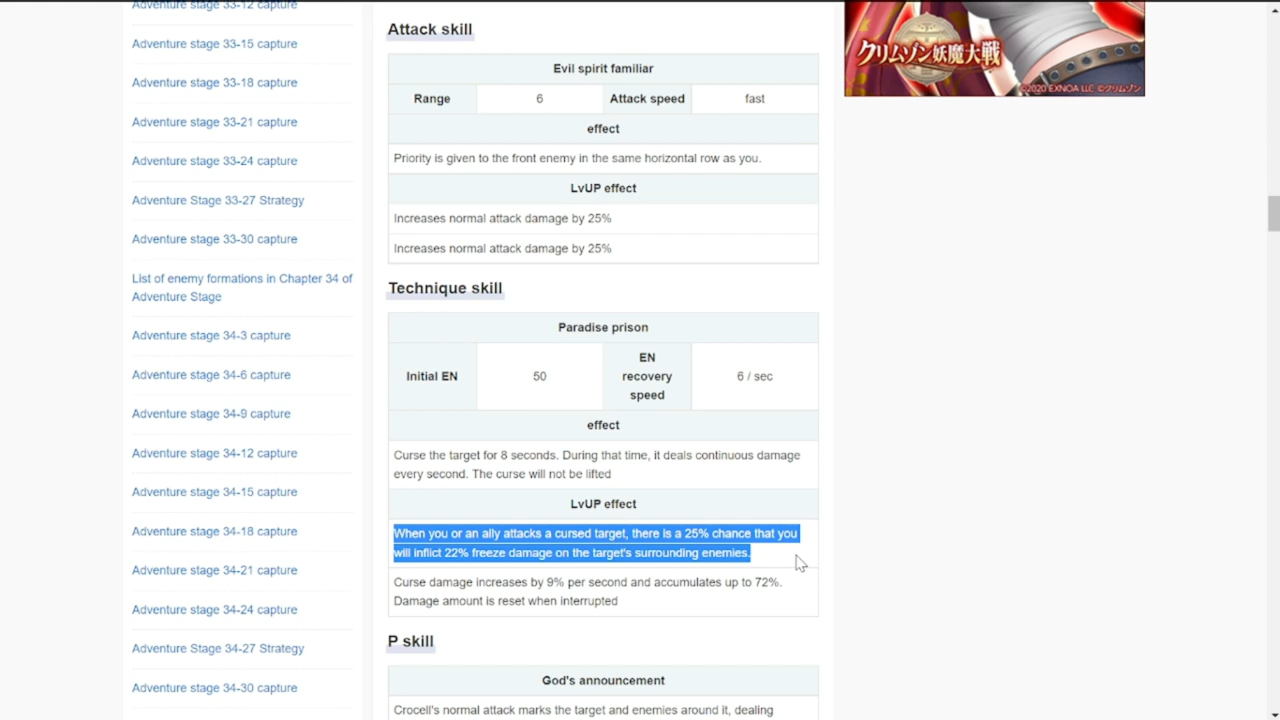 Adventure stage 33-12 capture
Adventure stage 33-15 capture
Adventure stage 33-18 capture
Adventure stage 33-21 capture
Adventure stage 33-24 capture
Adventure Stage 33-27 Strategy
Adventure stage 33-30 capture
List of enemy formations in Chapter 34 of
Adventure Stage
Adventure stage 34-3 capture
Adventure stage 34-6 capture
Adventure stage 34-9 capture
Adventure stage 34-12 capture
Adventure stage 34-15 capture
Adventure stage 34-18 capture
Adventure stage 34-21 capture
Adventure stage 34-24 capture
Adventure Stage 34-27 Strategy
Adventure stage 34-30 capture
Attack skill
Evil spirit familiar
Range 6 Attack speed fast
effect
Priority is given to the front enemy in the same horizontal row as you.
LvUP effect
Increases normal attack damage by 25%
Increases normal attack damage by 25%
Technique skill
Paradise prison
Initial EN 50 EN recovery speed 6 / sec
effect
Curse the target for 8 seconds. During that time, it deals continuous damage
every second. The curse will not be lifted
LvUP effect
When you or an ally attacks a cursed target, there is a 25% chance that you
will inflict 22% freeze damage on the target's surrounding enemies.
Curse damage increases by 9% per second and accumulates up to 72%.
Damage amount is reset when interrupted
P skill
God's announcement
Crocell's normal attack marks the target and enemies around it, dealing
クリムゾン妖魔大戦
©2020 EXNOA LLC ©クリムゾン